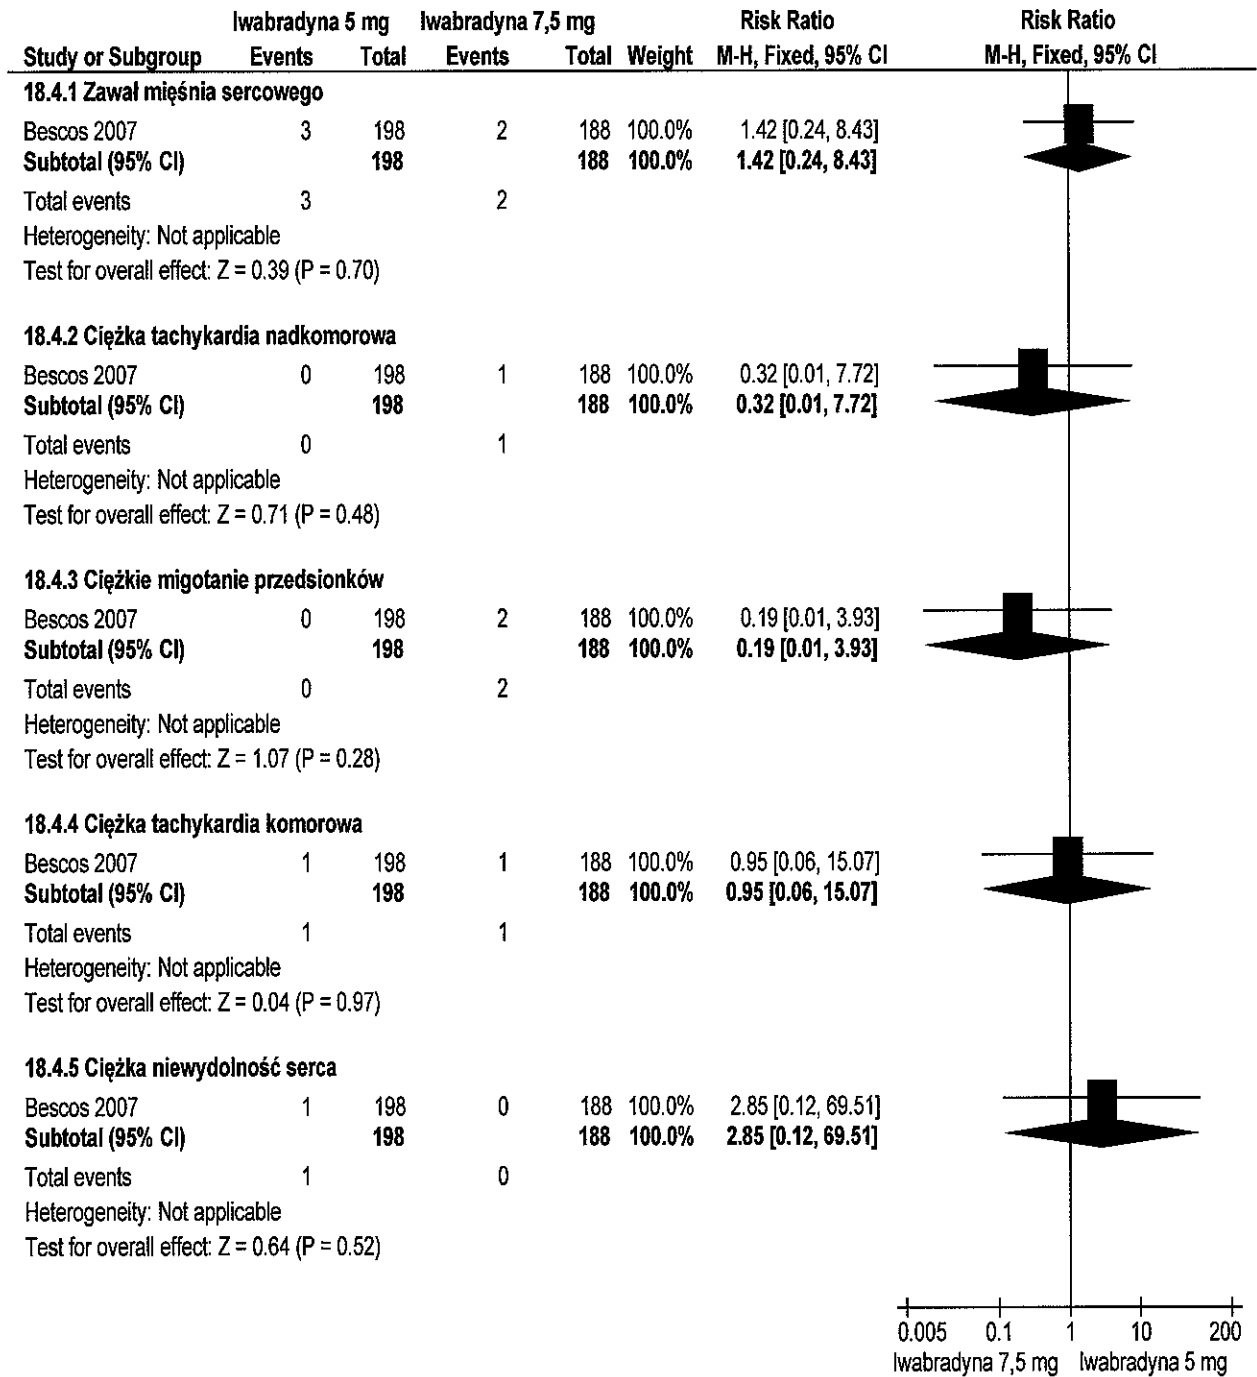 Iwabradyna 5 mg Iwabradyna 7,5 mg Risk Ratio Risk Ratio
Study or Subgroup Events Total Events Total Weight M-H, Fixed, 95% CI M-H, Fixed, 95% CI
18.4.1 Zawał mięśnia sercowego
Bescos 2007 3 198 2 188 100.0% 1.42 [0.24, 8.43]
Subtotal (95% CI) 198 188 100.0% 1.42 [0.24, 8.43]
Total events 3 2
Heterogeneity: Not applicable
Test for overall effect: Z = 0.39 (P = 0.70)
18.4.2 Ciężka tachykardia nadkomorowa
Bescos 2007 0 198 1 188 100.0% 0.32 [0.01, 7.72]
Subtotal (95% CI) 198 188 100.0% 0.32 [0.01, 7.72]
Total events 0 1
Heterogeneity: Not applicable
Test for overall effect: Z = 0.71 (P = 0.48)
18.4.3 Ciężkie migotanie przedsionków
Bescos 2007 0 198 2 188 100.0% 0.19 [0.01, 3.93]
Subtotal (95% CI) 198 188 100.0% 0.19 [0.01, 3.93]
Total events 0 2
Heterogeneity: Not applicable
Test for overall effect: Z = 1.07 (P = 0.28)
18.4.4 Ciężka tachykardia komorowa
Bescos 2007 1 198 1 188 100.0% 0.95 [0.06, 15.07]
Subtotal (95% CI) 198 188 100.0% 0.95 [0.06, 15.07]
Total events 1 1
Heterogeneity: Not applicable
Test for overall effect: Z = 0.04 (P = 0.97)
18.4.5 Ciężka niewydolność serca
Bescos 2007 1 198 0 188 100.0% 2.85 [0.12, 69.51]
Subtotal (95% CI) 198 188 100.0% 2.85 [0.12, 69.51]
Total events 1 0
Heterogeneity: Not applicable
Test for overall effect: Z = 0.64 (P = 0.52)
0.005 0.1 1 10 200
Iwabradyna 7,5 mg Iwabradyna 5 mg